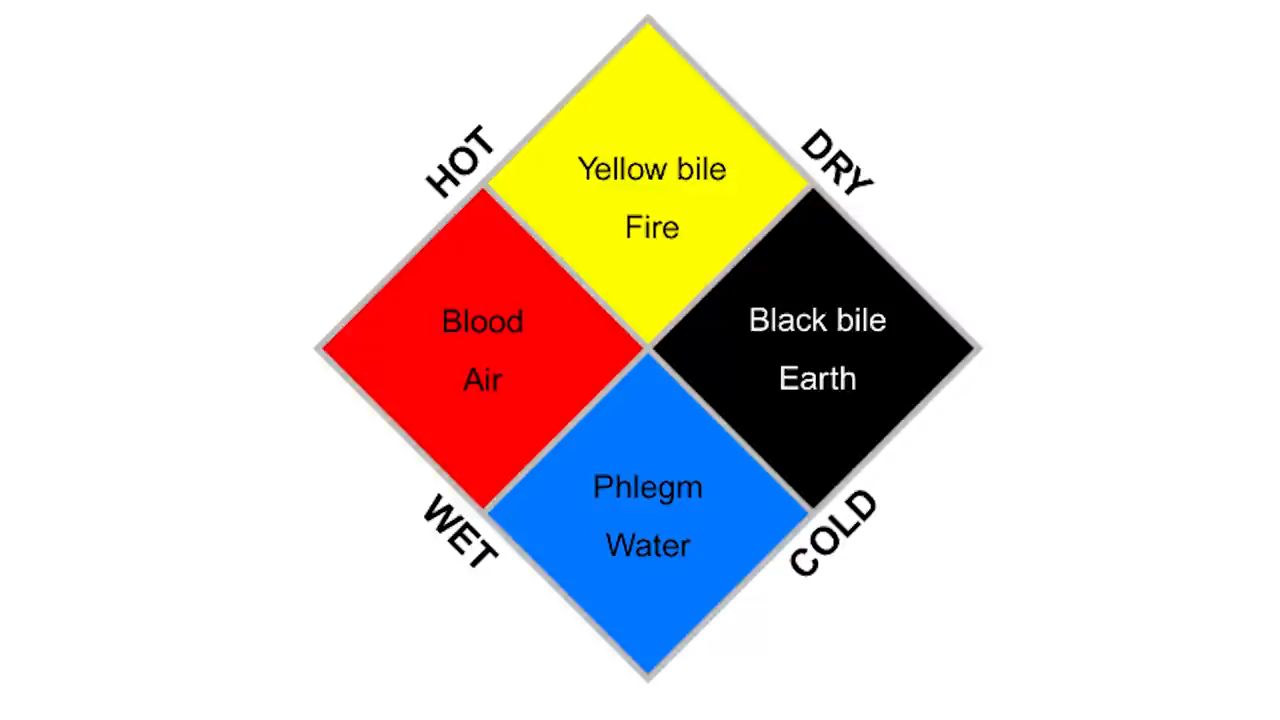 HOT
DRY
Yellow bile
Fire
Blood
Air
Black bile
Earth
Phlegm
Water
WET
COLD